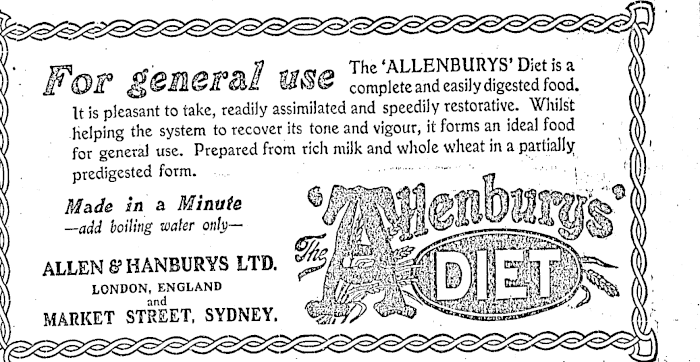 For general use The 'ALLENBURYS' Diet is a
complete and easily digested food.
It is pleasant to take, readily assimilated and speedily restorative. Whilst
helping the system to recover its tone and vigour, it forms an ideal food
for general use. Prepared from rich milk and whole wheat in a partially
predigested form.
Made in a Minute
—add boiling water only—
ALLEN & HANBURYS LTD.
LONDON, ENGLAND
and
MARKET STREET, SYDNEY.
The 'Allenburys'
DIET